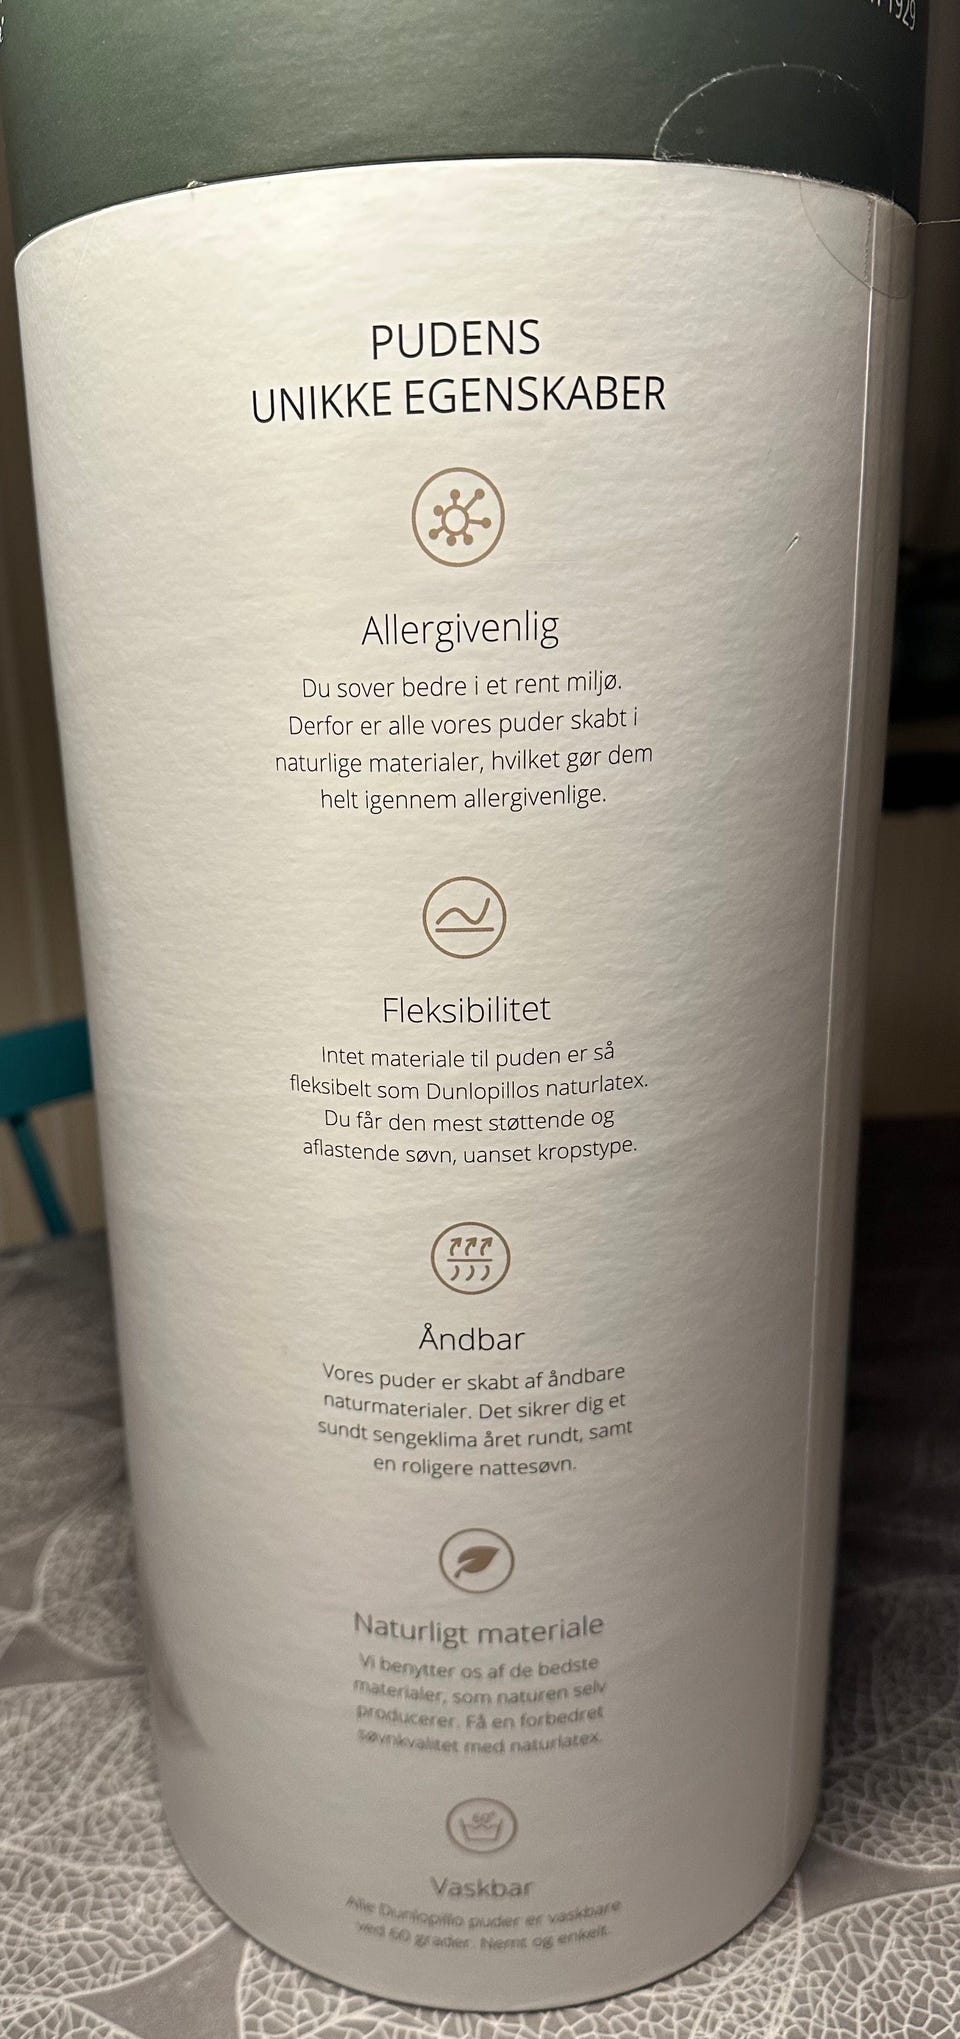 1929
PUDENS
UNIKKE EGENSKABER
Allergivenlig
Du sover bedre i et rent miljø.
Derfor er alle vores puder skabt i
naturlige materialer, hvilket gør dem
helt igennem allergivenlige.
Fleksibilitet
Intet materiale til puden er så
fleksibelt som Dunlopillos naturlatex.
Du får den mest støttende og
aflastende søvn, uanset kropstype.
Åndbar
Vores puder er skabt af åndbare
naturmaterialer. Det sikrer dig et
sundt sengeklima året rundt, samt
en roligere nattesøvn.
Naturligt materiale
Vi benytter os af de bedste
materialer, som naturen selv
producerer. Få en forbedret
søvnkvalitet med naturlatex.
60°
Vaskbar
Alle Dunlopillo puder er vaskbare
ved 60 grader. Nemt og enkelt.